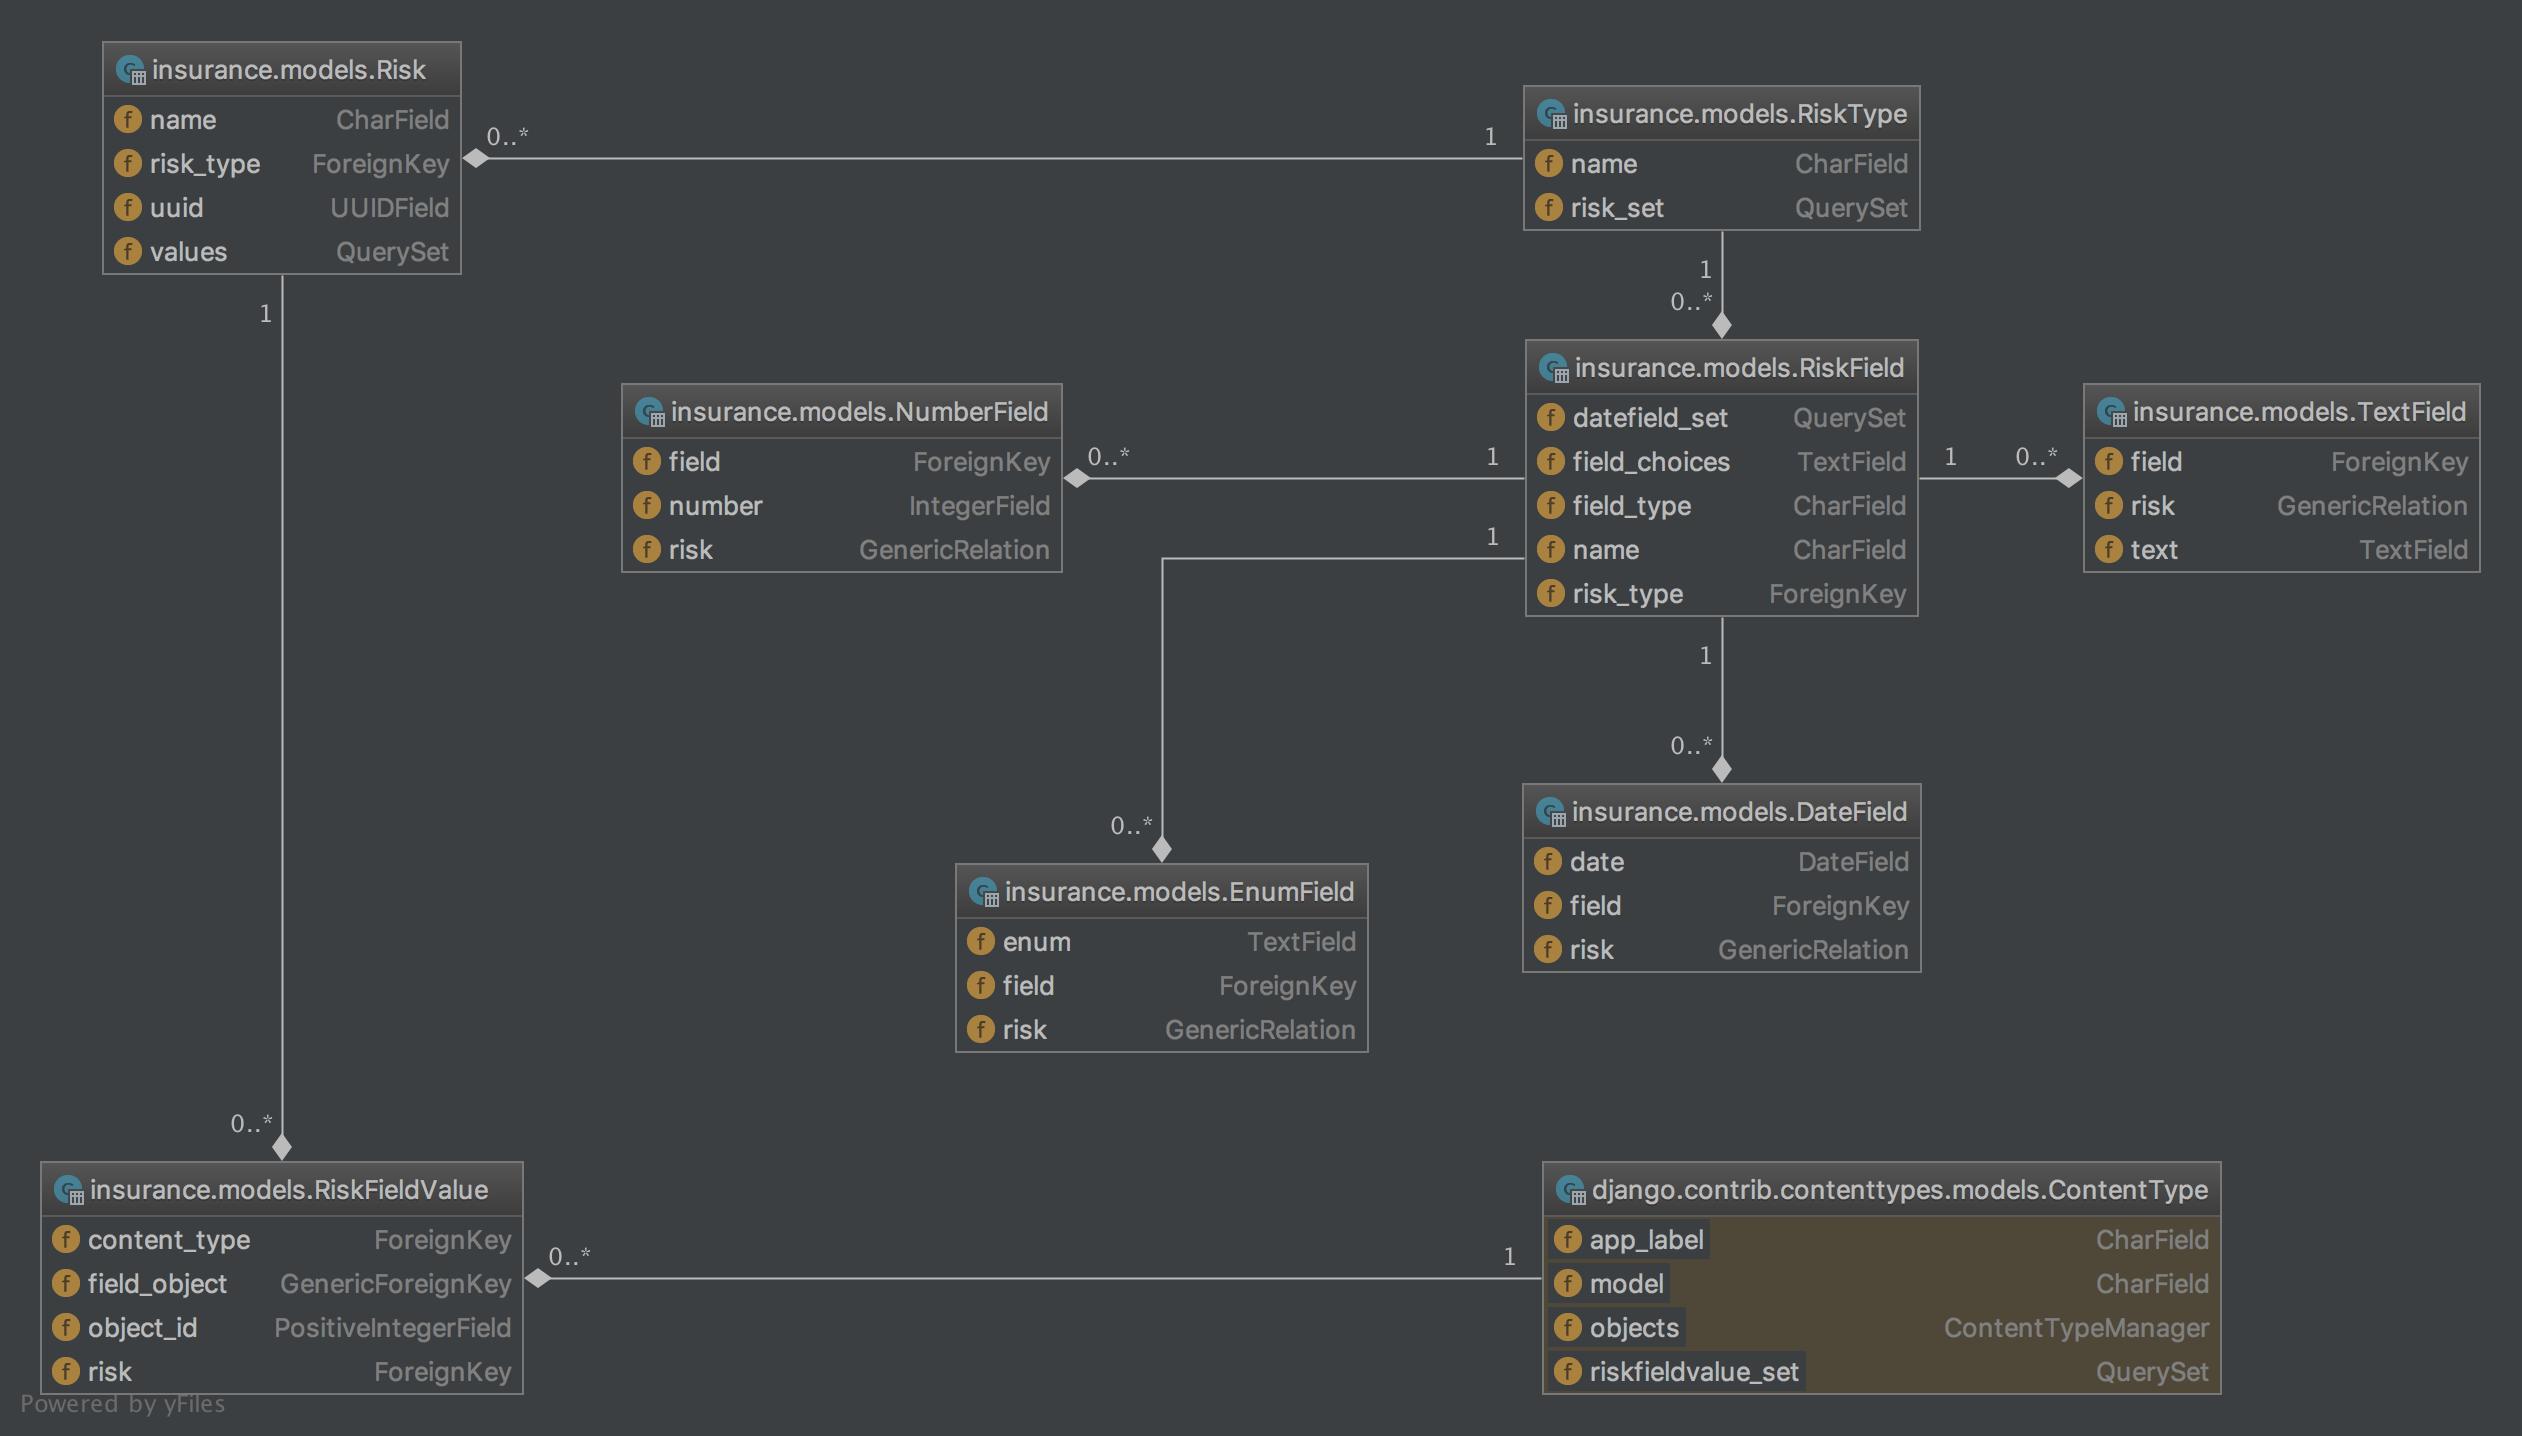 insurance.models.Risk
name CharField
risk_type ForeignKey
uuid UUIDField
values QuerySet
0..*
1
insurance.models.RiskType
name CharField
risk_set QuerySet
1
0..*
1
insurance.models.NumberField
field ForeignKey
number IntegerField
risk GenericRelation
0..*
1
1
insurance.models.RiskField
datefield_set QuerySet
field_choices TextField
field_type CharField
name CharField
risk_type ForeignKey
1
0..*
insurance.models.TextField
field ForeignKey
risk GenericRelation
text TextField
1
0..*
0..*
insurance.models.EnumField
enum TextField
field ForeignKey
risk GenericRelation
insurance.models.DateField
date DateField
field ForeignKey
risk GenericRelation
0..*
insurance.models.RiskFieldValue
content_type ForeignKey
field_object GenericForeignKey
object_id PositiveIntegerField
risk ForeignKey
0..*
1
django.contrib.contenttypes.models.ContentType
app_label CharField
model CharField
objects ContentTypeManager
riskfieldvalue_set QuerySet
Powered by yFiles